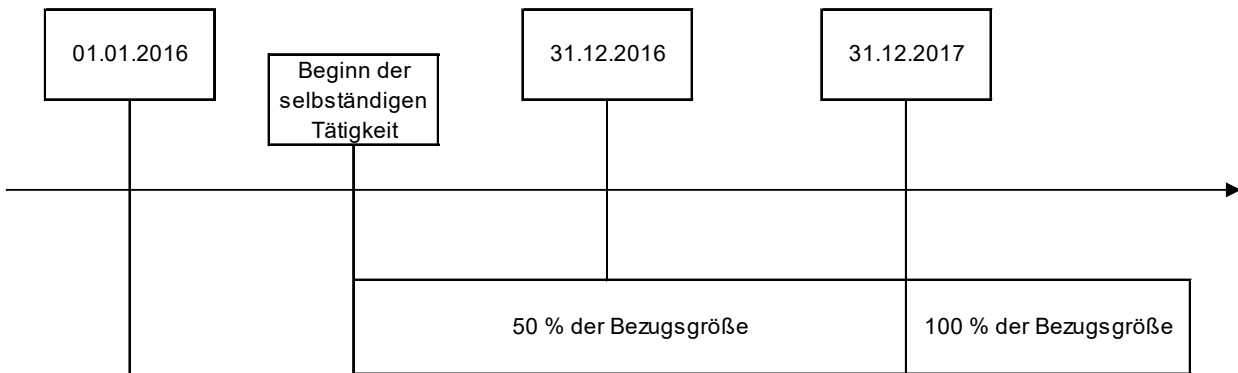 01.01.2016
Beginn der
selbständigen
Tätigkeit
31.12.2016
31.12.2017
50 % der Bezugsgröße
100 % der Bezugsgröße